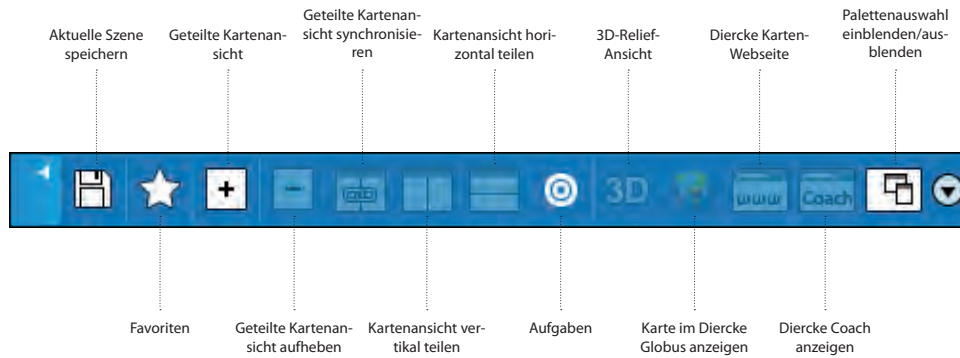 Aktuelle Szene
speichern
Geteilte Kartenan-
sicht
Geteilte Kartenan-
sicht synchronisie-
ren
Kartenansicht hori-
zontal teilen
3D-Relief-
Ansicht
Diercke Karten-
Webseite
Palettenauswahl
einblenden/aus-
blenden
3D
www
Coach
Favoriten
Geteilte Kartenan-
sicht aufheben
Kartenansicht ver-
tikal teilen
Aufgaben
Karte im Diercke
Globus anzeigen
Diercke Coach
anzeigen